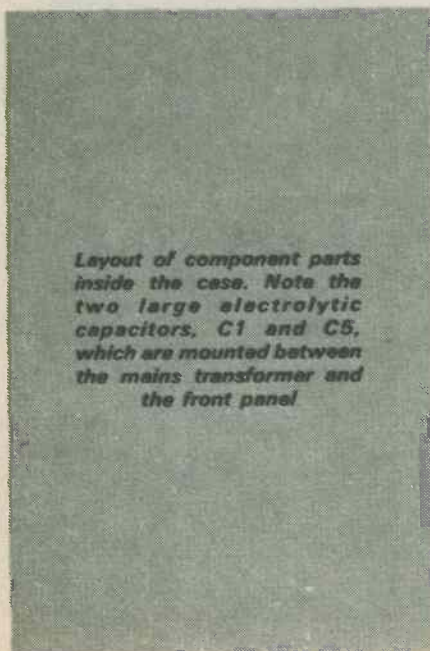 Layout of component parts
inside the case. Note the
two large electrolytic
capacitors, C1 and C5,
which are mounted between
the mains transformer and
the front panel